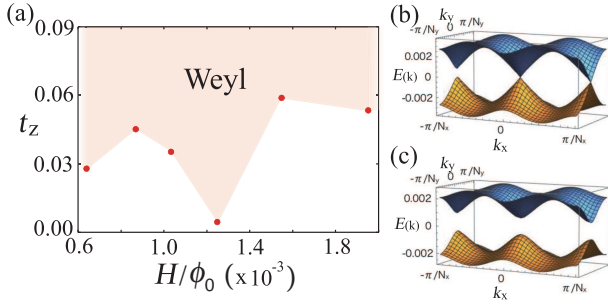 (a)
0.09
0.06
0.03
0.00
t_z
Weyl
0.6 1.0 1.4 1.8
H/ϕ₀ (x10⁻³)
(b)
k_y
-π/N_y 0 π/N_y
0.002
E(k) 0
-0.002
-π/N_x 0 π/N_x
k_x
(c)
k_y
-π/N_y 0 π/N_y
0.002
E(k) 0
-0.002
-π/N_x 0 π/N_x
k_x